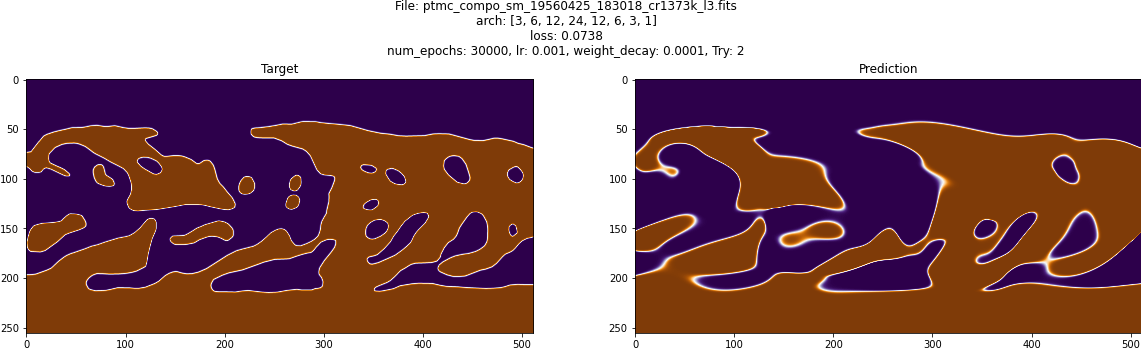 File: ptmc_compo_sm_19560425_183018_cr1373k_l3.fits
arch: [3, 6, 12, 24, 12, 6, 3, 1]
loss: 0.0738
num_epochs: 30000, lr: 0.001, weight_decay: 0.0001, Try: 2
Target
0
50
100
150
200
250
0 100 200 300 400 500
Prediction
0
50
100
150
200
250
0 100 200 300 400 500